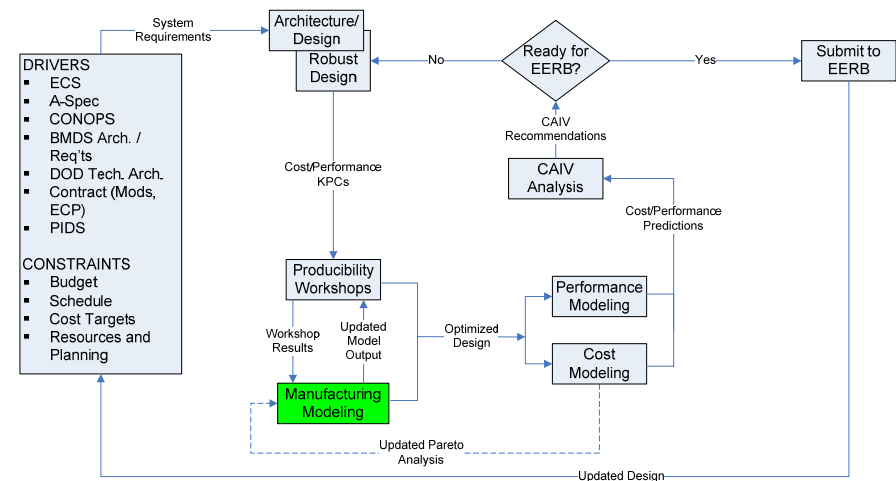 System
Requirements
Architecture/
Design
Robust
Design
No
Ready for
EERB?
Yes
Submit to
EERB
DRIVERS
▪ ECS
▪ A-Spec
▪ CONOPS
▪ BMDS Arch. /
Req'ts
▪ DOD Tech. Arch.
▪ Contract (Mods,
ECP)
▪ PIDS
CONSTRAINTS
▪ Budget
▪ Schedule
▪ Cost Targets
▪ Resources and
Planning
Cost/Performance
KPCs
CAIV
Recommendations
CAIV
Analysis
Cost/Performance
Predictions
Producibility
Workshops
Workshop
Results
Updated
Model
Output
Manufacturing
Modeling
Optimized
Design
Performance
Modeling
Cost
Modeling
Updated Pareto
Analysis
Updated Design